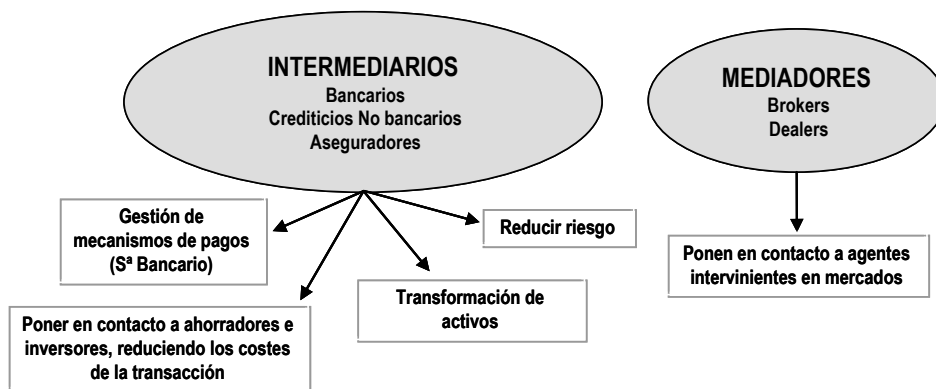 INTERMEDIARIOS
Bancarios
Crediticios No bancarios
Aseguradores
MEDIADORES
Brokers
Dealers
Gestión de
mecanismos de pagos
(Sª Bancario)
Reducir riesgo
Poner en contacto a ahorradores e
inversores, reduciendo los costes
de la transacción
Transformación de
activos
Ponen en contacto a agentes
intervinientes en mercados